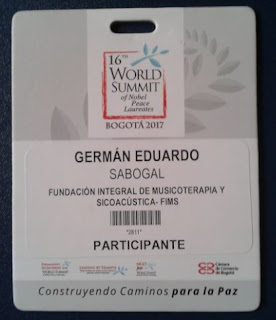 16TH
WORLD
SUMMIT
of Nobel
Peace
Laureates
BOGOTÁ 2017
GERMÁN EDUARDO
SABOGAL
FUNDACIÓN INTEGRAL DE MUSICOTERAPIA Y
SICOACÚSTICA- FIMS
*2811*
PARTICIPANTE
Cámara
de Comercio
de Bogotá
Construyendo Caminos para la Paz